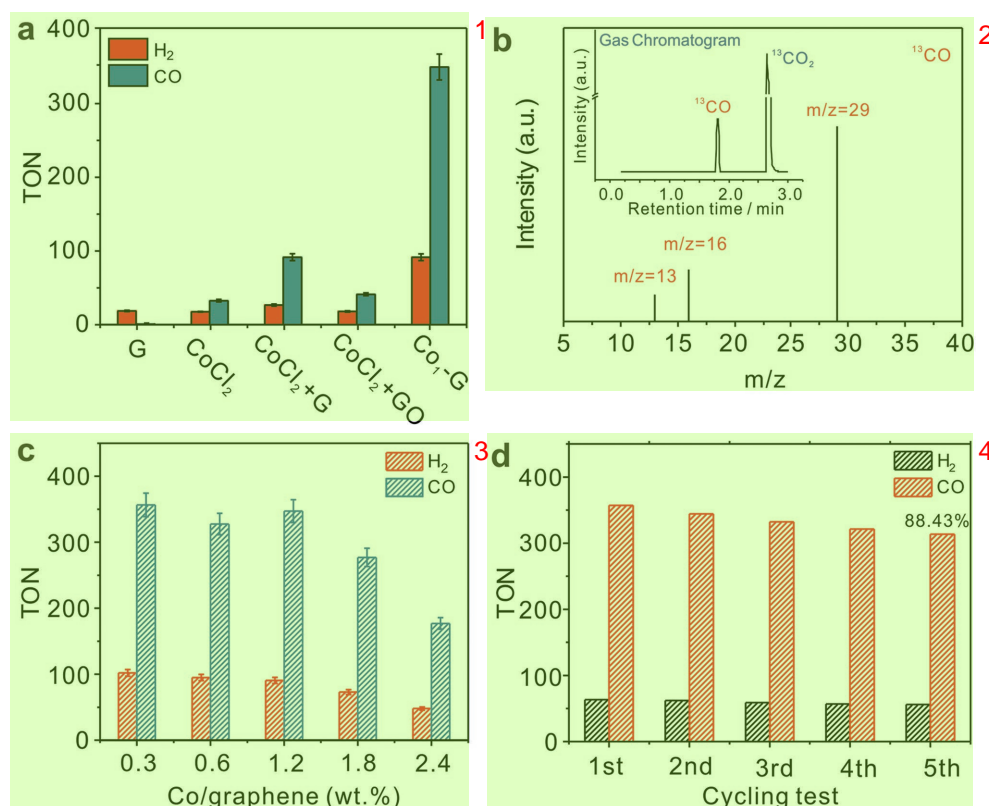 a
1
400
300
200
100
0
TON
H₂
CO
G
CoCl₂
CoCl₂+G
CoCl₂+GO
Co₁-G
b
2
Gas Chromatogram
¹³CO₂
¹³CO
¹³CO
m/z=29
m/z=16
m/z=13
Intensity (a.u.)
0.0 1.0 2.0 3.0
Retention time / min
Intensity (a.u.)
5 10 15 20 25 30 35 40
m/z
c
3
400
300
200
100
0
TON
H₂
CO
0.3 0.6 1.2 1.8 2.4
Co/graphene (wt.%)
d
4
400
300
200
100
0
TON
H₂
CO
88.43%
1st 2nd 3rd 4th 5th
Cycling test